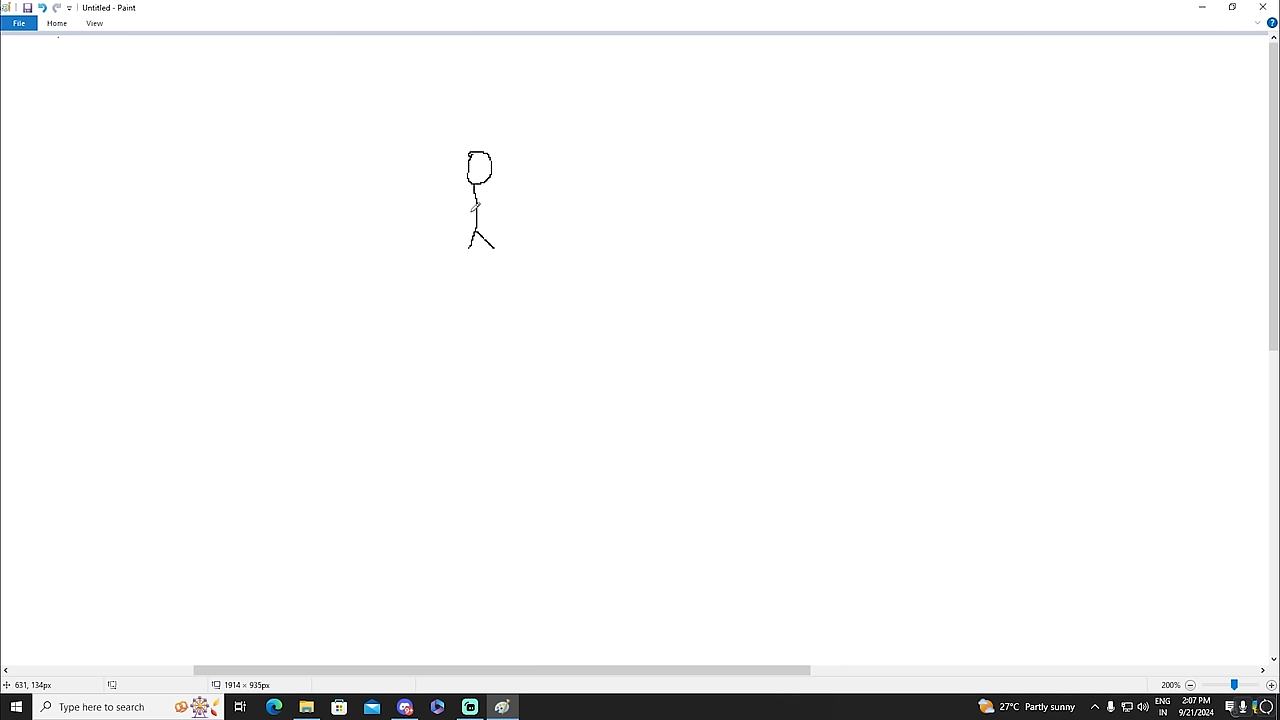 Untitled - Paint
File Home View
631, 134px 1914 × 935px 200%
Type here to search 27°C Partly sunny ENG 2:07 PM
IN 9/21/2024